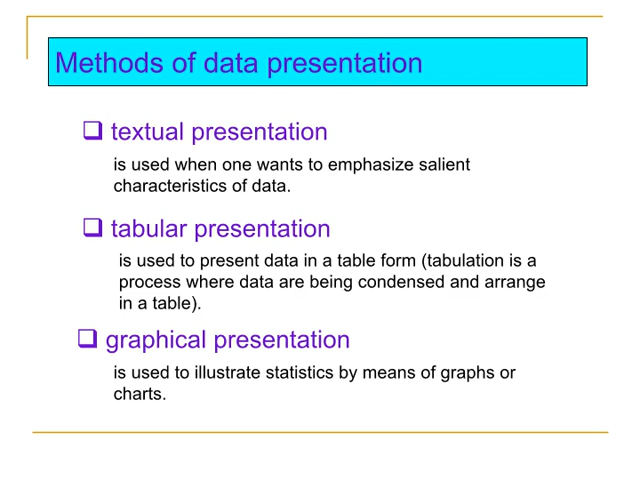 Methods of data presentation
❑ textual presentation
is used when one wants to emphasize salient
characteristics of data.
❑ tabular presentation
is used to present data in a table form (tabulation is a
process where data are being condensed and arrange
in a table).
❑ graphical presentation
is used to illustrate statistics by means of graphs or
charts.